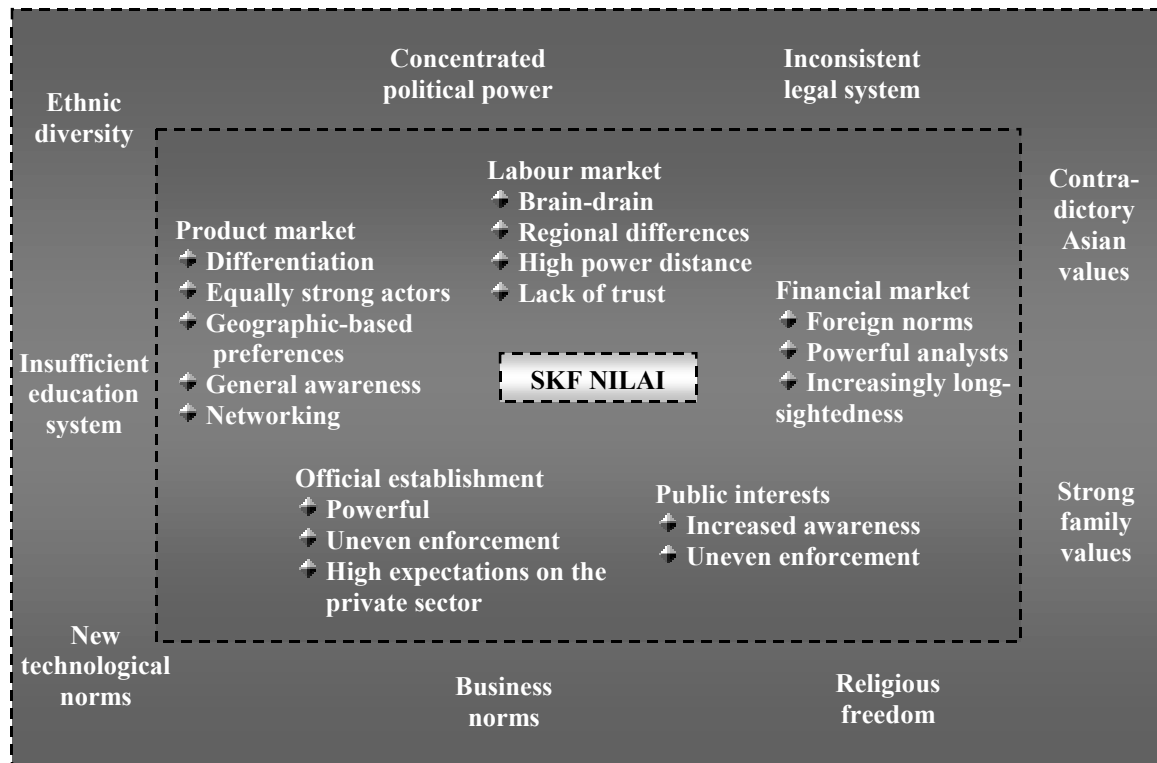 Concentrated
political power
Inconsistent
legal system
Ethnic
diversity
Labour market
Brain-drain
Regional differences
High power distance
Lack of trust
Contra-
dictory
Asian
values
Product market
Differentiation
Equally strong actors
Geographic-based
preferences
General awareness
Networking
Financial market
Foreign norms
Powerful analysts
Increasingly long-
sightedness
Insufficient
education
system
SKF NILAI
Official establishment
Powerful
Uneven enforcement
High expectations on the
private sector
Public interests
Increased awareness
Uneven enforcement
Strong
family
values
New
technological
norms
Business
norms
Religious
freedom